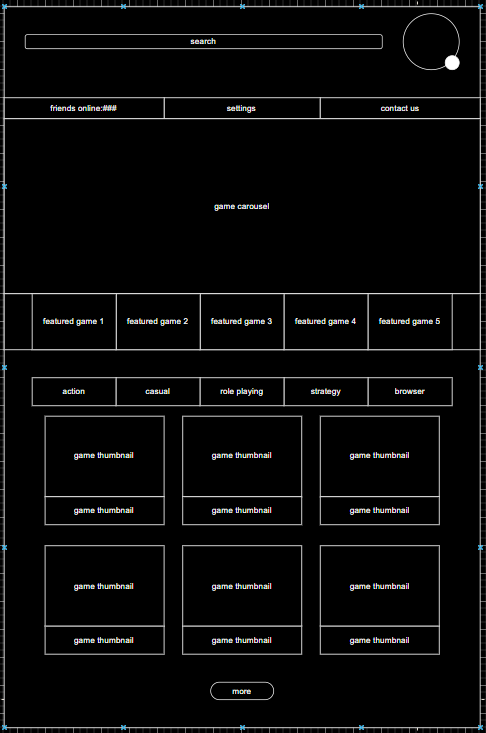 search
friends online:###
settings
contact us
game carousel
featured game 1
featured game 2
featured game 3
featured game 4
featured game 5
action
casual
role playing
strategy
browser
game thumbnail
game thumbnail
game thumbnail
game thumbnail
game thumbnail
game thumbnail
game thumbnail
game thumbnail
game thumbnail
game thumbnail
game thumbnail
game thumbnail
more